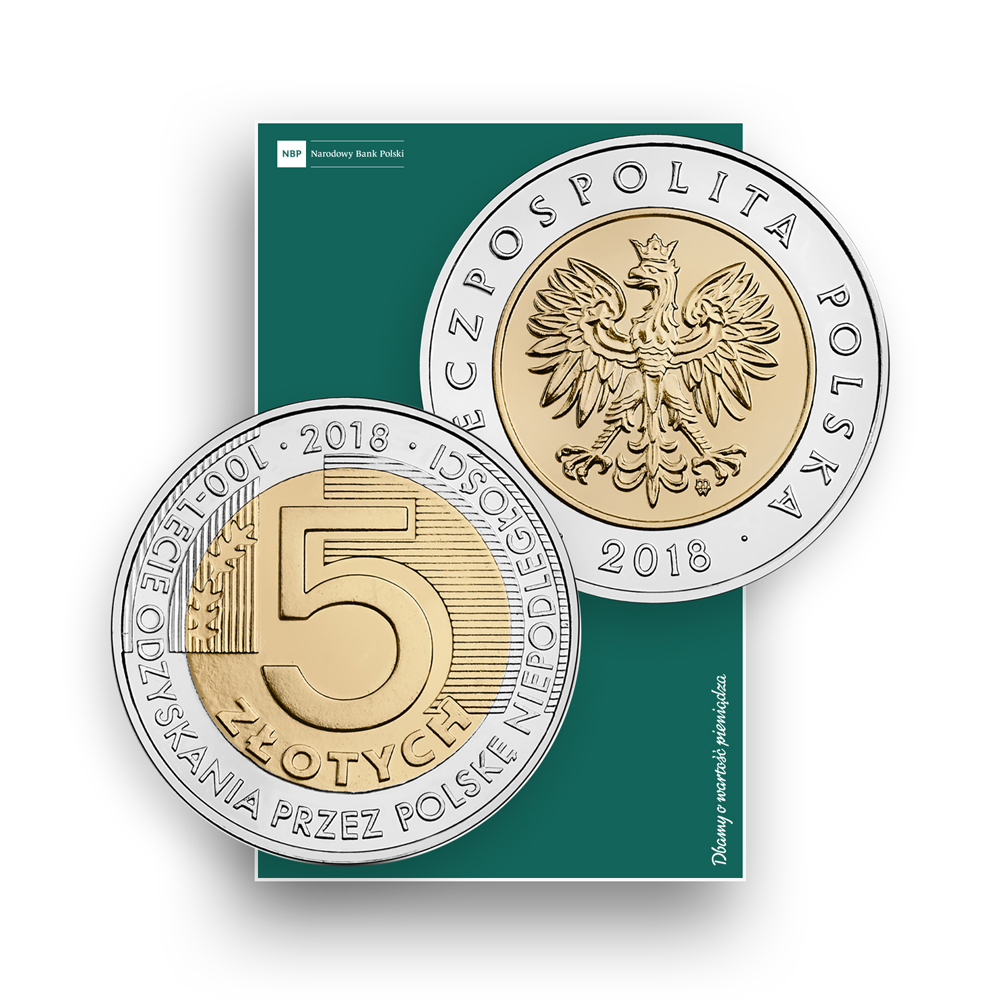 NBP Narodowy Bank Polski
RZECZPOSPOLITA POLSKA
2018
100-LECIE ODZYSKANIA PRZEZ POLSKĘ NIEPODLEGŁOŚCI · 2018 ·
5
ZŁOTYCH
Dbamy o wartość pieniądza